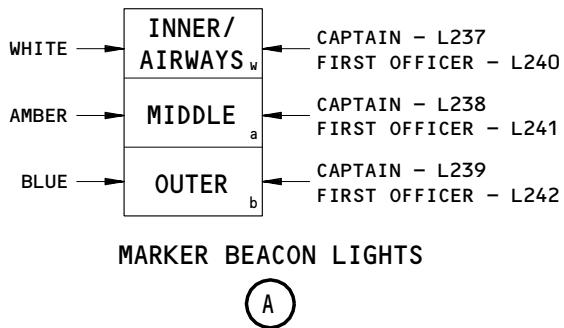 INNER/
AIRWAYS w
WHITE
CAPTAIN - L237
FIRST OFFICER - L240
AMBER
MIDDLE a
CAPTAIN - L238
FIRST OFFICER - L241
BLUE
OUTER b
CAPTAIN - L239
FIRST OFFICER - L242
MARKER BEACON LIGHTS
A